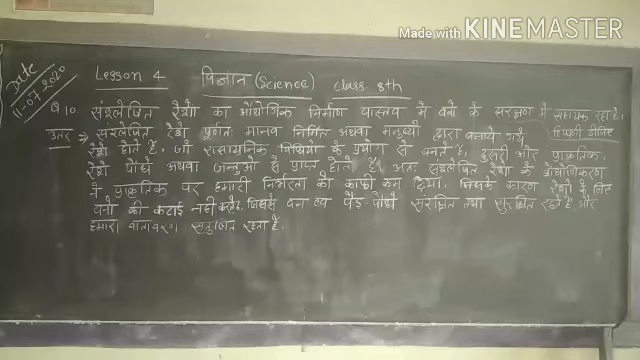 Made with KINEMASTER
Date
11-07-2020
Lesson 4 विज्ञान (Science) Class 8th
Q.10. संश्लेषित रेशो का औद्योगिक निर्माण वास्तव में वनो के संरक्षण में सहायक रहा है।
टिप्पणी कीजिए
उत्तर → संश्लेषित रेशे पूर्णतः मानव निर्मित अथवा मनुष्यो द्वारा बनाये गये
रेशे होते है, जो रासायनिक विधियो के प्रयोग से बनते है। दुसरी और प्राकृतिक
रेशे पौधो अथवा जन्तुओ से प्राप्त होते है। अतः संश्लेषित रेशो के औद्योगीकरण
ने प्राकृतिक पर हमारी निर्भरता को काफी कम दिया। जिसके कारण रेशो के लिए
वनो की कटाई नही करते, जिससे वन एव पेड़-पौधे संरक्षित तथा सुरक्षित रहते है और
हमारा वातावरण संतुलित रहता है।